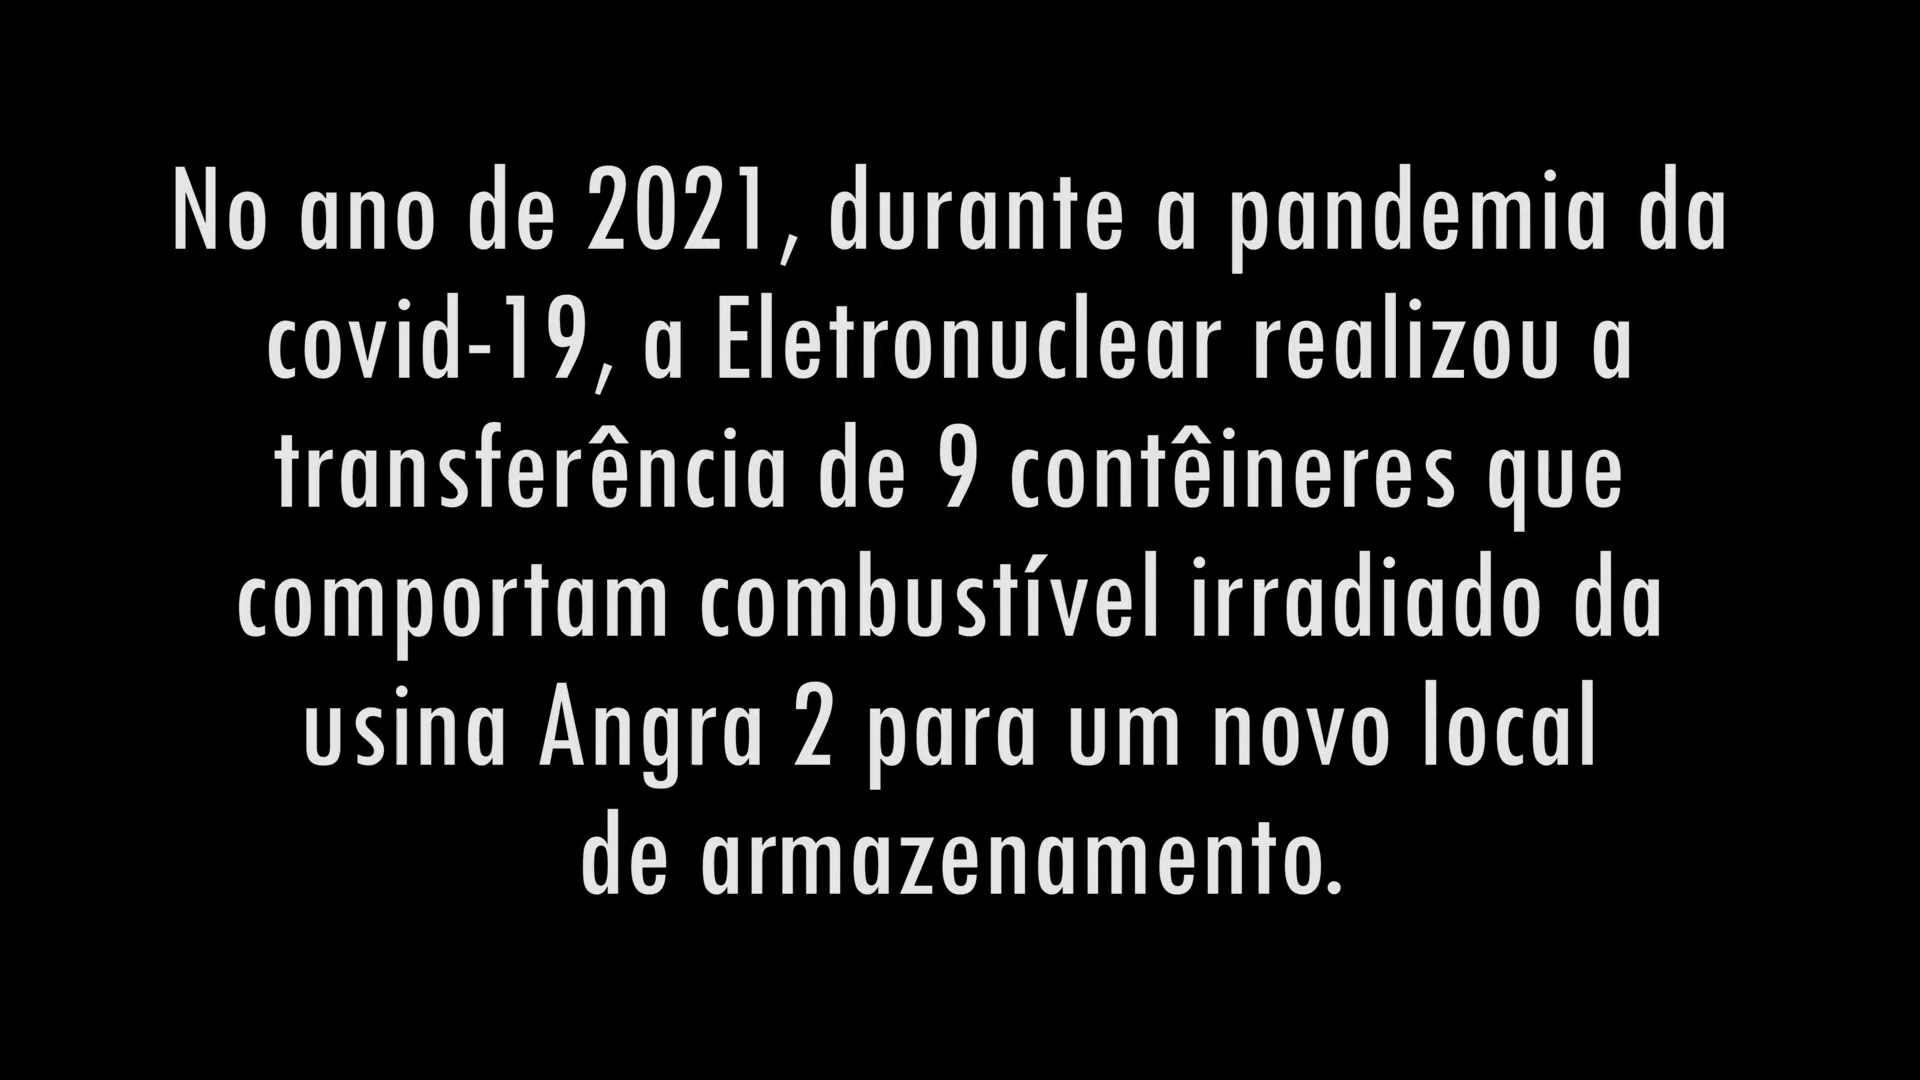 No ano de 2021, durante a pandemia da
covid-19, a Eletronuclear realizou a
transferência de 9 contêineres que
comportam combustível irradiado da
usina Angra 2 para um novo local
de armazenamento.